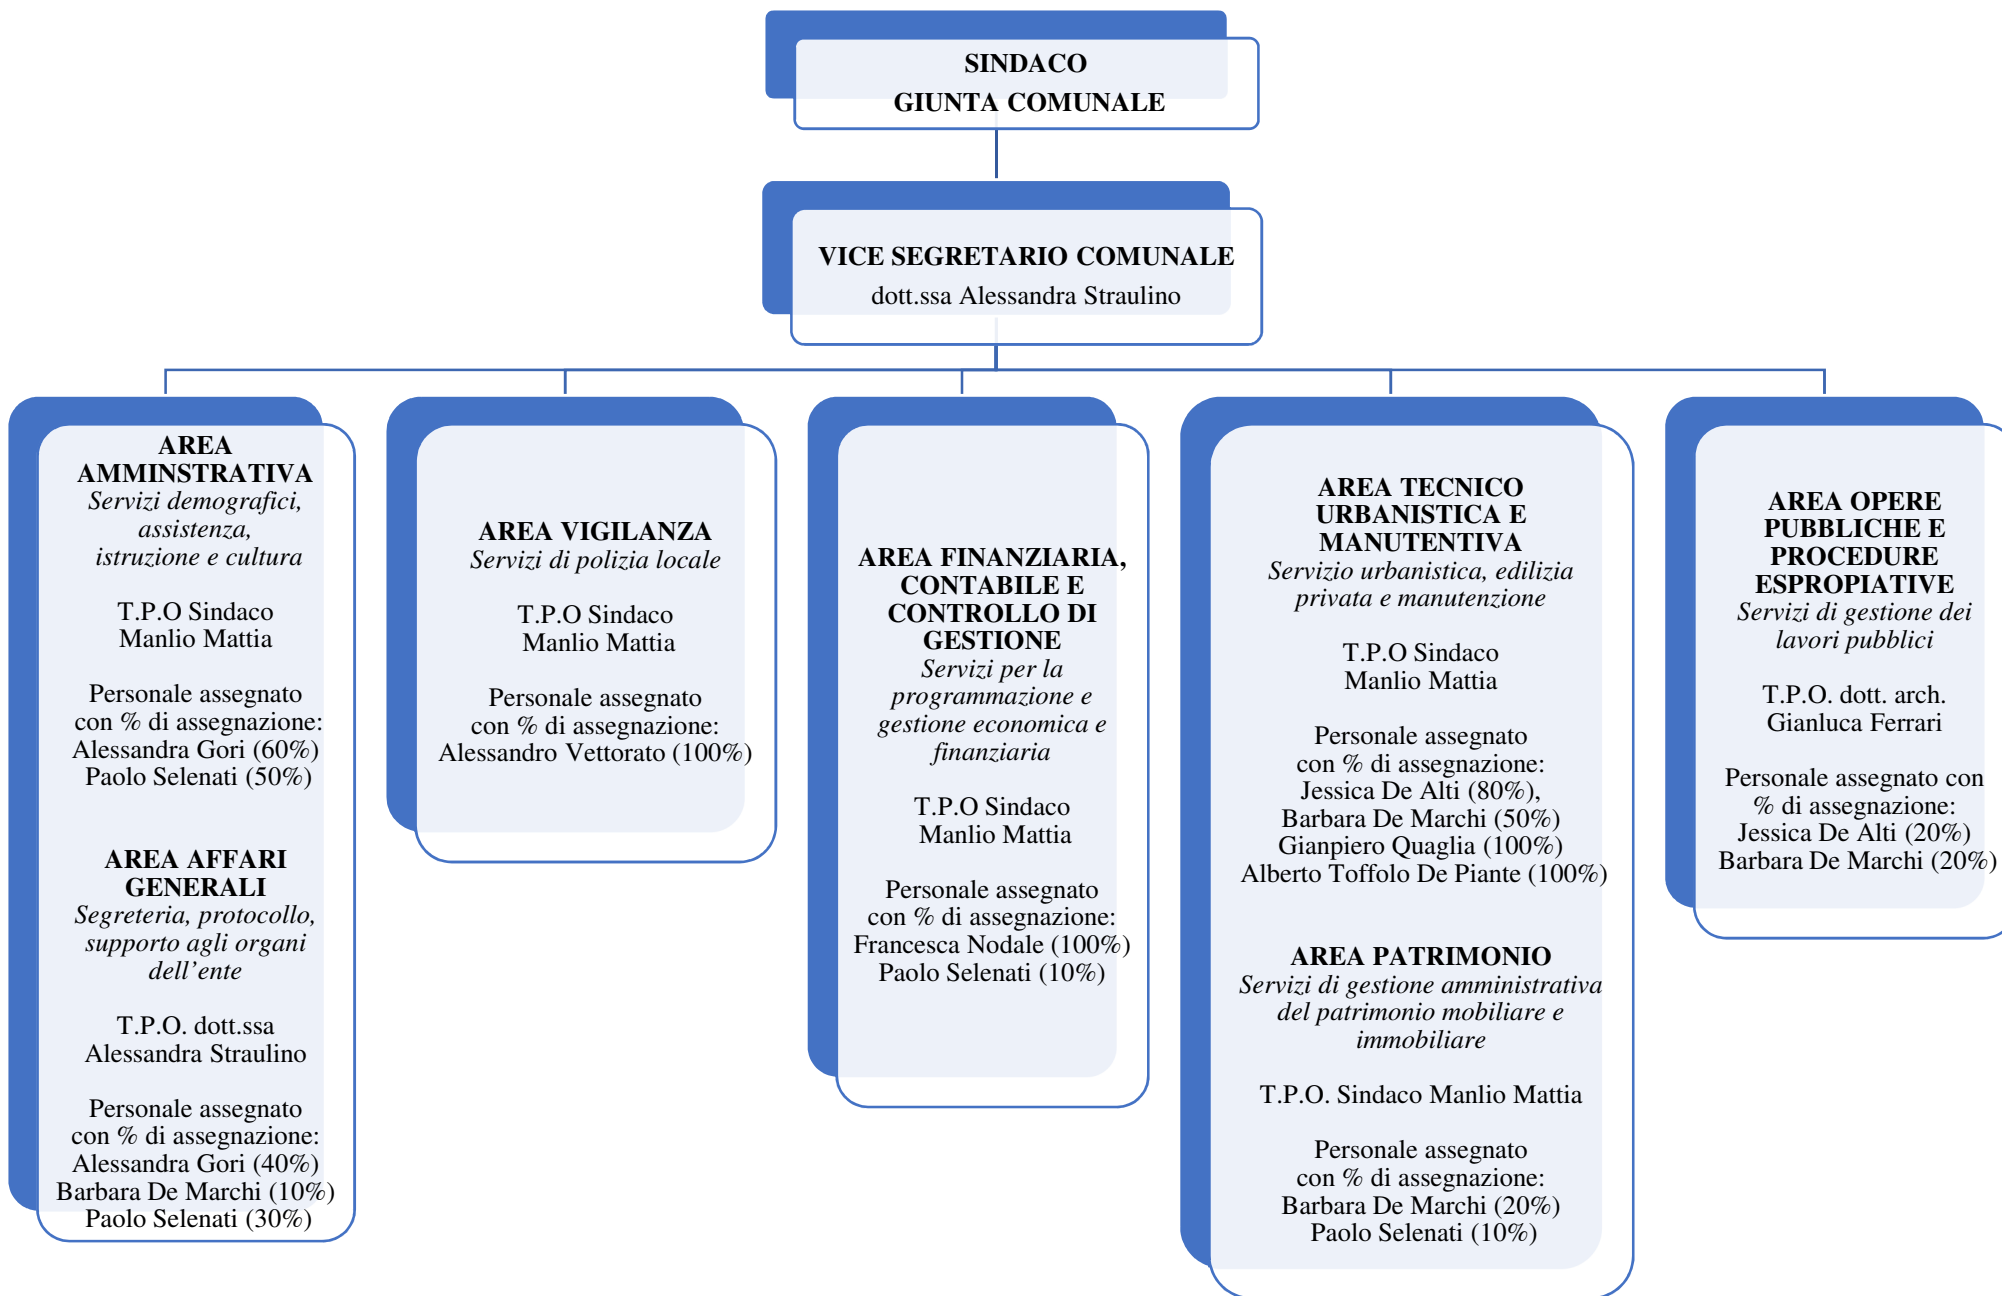 SINDACO
GIUNTA COMUNALE
VICE SEGRETARIO COMUNALE
dott.ssa Alessandra Straulino
AREA
AMMINSTRATIVA
Servizi demografici,
assistenza,
istruzione e cultura
T.P.O Sindaco
Manlio Mattia
Personale assegnato
con % di assegnazione:
Alessandra Gori (60%)
Paolo Selenati (50%)
AREA AFFARI
GENERALI
Segreteria, protocollo,
supporto agli organi
dell’ente
T.P.O. dott.ssa
Alessandra Straulino
Personale assegnato
con % di assegnazione:
Alessandra Gori (40%)
Barbara De Marchi (10%)
Paolo Selenati (30%)
AREA VIGILANZA
Servizi di polizia locale
T.P.O Sindaco
Manlio Mattia
Personale assegnato
con % di assegnazione:
Alessandro Vettorato (100%)
AREA FINANZIARIA,
CONTABILE E
CONTROLLO DI
GESTIONE
Servizi per la
programmazione e
gestione economica e
finanziaria
T.P.O Sindaco
Manlio Mattia
Personale assegnato
con % di assegnazione:
Francesca Nodale (100%)
Paolo Selenati (10%)
AREA TECNICO
URBANISTICA E
MANUTENTIVA
Servizio urbanistica, edilizia
privata e manutenzione
T.P.O Sindaco
Manlio Mattia
Personale assegnato
con % di assegnazione:
Jessica De Alti (80%),
Barbara De Marchi (50%)
Gianpiero Quaglia (100%)
Alberto Toffolo De Piante (100%)
AREA PATRIMONIO
Servizi di gestione amministrativa
del patrimonio mobiliare e
immobiliare
T.P.O. Sindaco Manlio Mattia
Personale assegnato
con % di assegnazione:
Barbara De Marchi (20%)
Paolo Selenati (10%)
AREA OPERE
PUBBLICHE E
PROCEDURE
ESPROPIATIVE
Servizi di gestione dei
lavori pubblici
T.P.O. dott. arch.
Gianluca Ferrari
Personale assegnato con
% di assegnazione:
Jessica De Alti (20%)
Barbara De Marchi (20%)